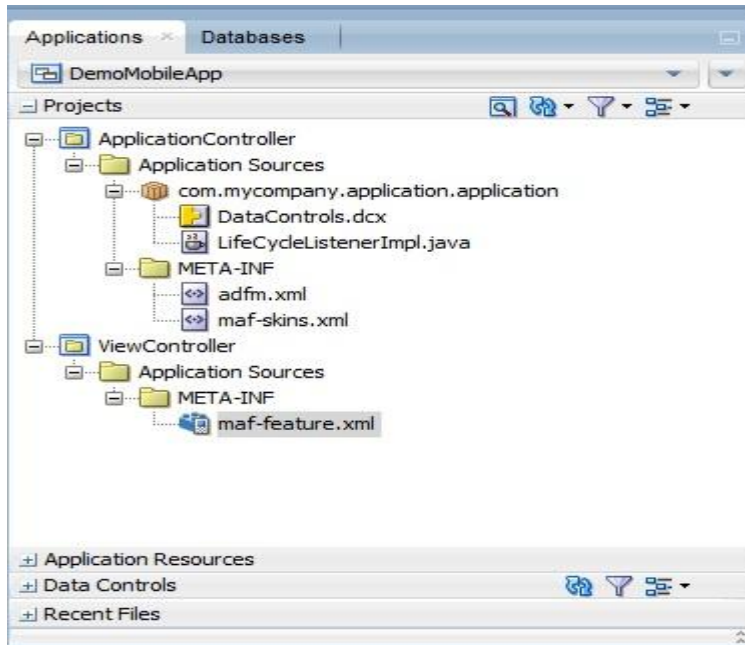 Applications Databases
DemoMobileApp
Projects
ApplicationController
Application Sources
com.mycompany.application.application
DataControls.dcx
LifeCycleListenerImpl.java
META-INF
adfm.xml
maf-skins.xml
ViewController
Application Sources
META-INF
maf-feature.xml
Application Resources
Data Controls
Recent Files